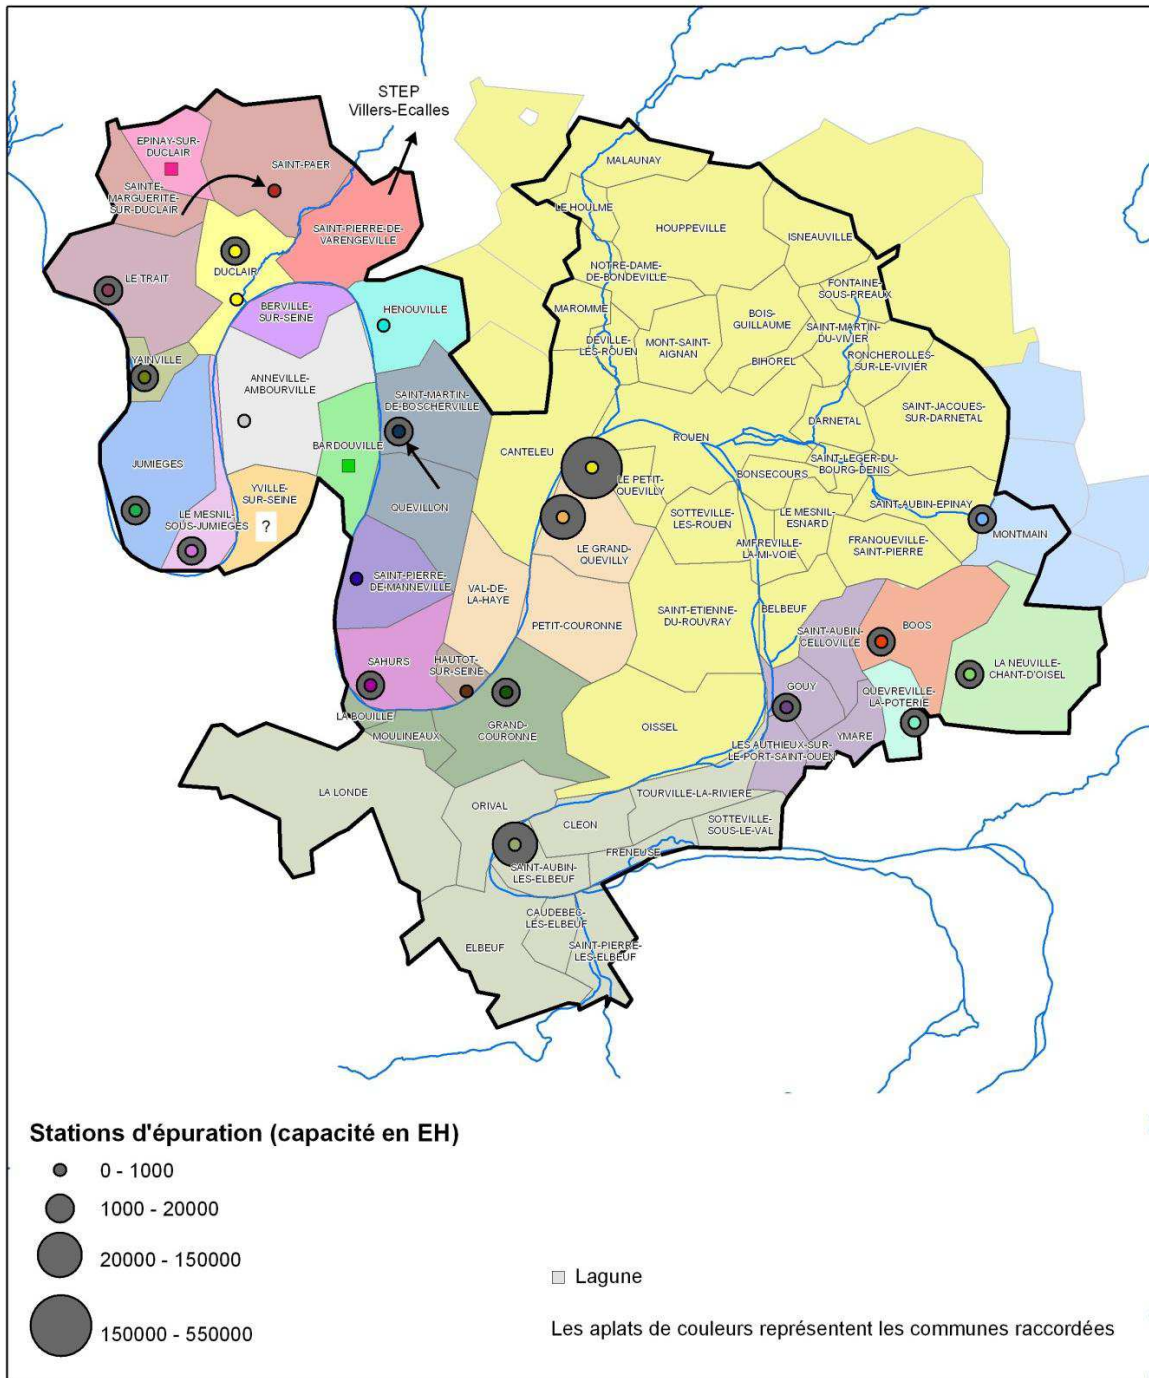 STEP
Villers-Ecalles
EPINAY-SUR-
DUCLAIR
SAINT-PAER
SAINTE-
MARGUERITE-
SUR-DUCLAIR
SAINT-PIERRE-DE-
VARENGEVILLE
LE TRAIT
DUCLAIR
BERVILLE-
SUR-SEINE
HENOUVILLE
YAINVILLE
ANNEVILLE-
AMBOURVILLE
SAINT-MARTIN-
DE-BOSCHERVILLE
BARDOUVILLE
JUMIEGES
YVILLE-
SUR-SEINE
?
LE MESNIL-
SOUS-JUMIEGES
QUEVILLON
SAINT-PIERRE-
DE-MANNEVILLE
SAHURS
HAUTOT-
SUR-SEINE
VAL-DE-
LA-HAYE
CANTELEU
MALAUNAY
LE HOULME
HOUPPEVILLE
ISNEAUVILLE
NOTRE-DAME-
DE-BONDEVILLE
FONTAINE-
SOUS-PREAUX
MAROMME
DEVILLE-
LES-ROUEN
MONT-SAINT-
AIGNAN
BOIS-
GUILLAUME
BIHOREL
SAINT-MARTIN-
DU-VIVIER
RONCHEROLLES-
SUR-LE-VIVIER
SAINT-JACQUES-
SUR-DARNETAL
DARNETAL
ROUEN
SAINT-LEGER-DU-
BOURG-DENIS
BONSECOURS
LE PETIT-
QUEVILLY
SOTTEVILLE-
LES-ROUEN
LE MESNIL-
ESNARD
SAINT-AUBIN-EPINAY
MONTMAIN
LE GRAND-
QUEVILLY
AMFREVILLE-
LA-MI-VOIE
FRANQUEVILLE-
SAINT-PIERRE
PETIT-COURONNE
SAINT-ETIENNE-
DU-ROUVRAY
BELBEUF
SAINT-AUBIN-
CELLOVILLE
BOOS
LA NEUVILLE-
CHANT-D'OISEL
GOUY
QUEVREVILLE-
LA-POTERIE
YMARE
LES AUTHIEUX-SUR-
LE-PORT-SAINT-OUEN
OISSEL
LA BOUILLE
MOULINEAUX
GRAND-
COURONNE
LA LONDE
ORIVAL
CLEON
TOURVILLE-LA-RIVIERE
SOTTEVILLE-
SOUS-LE-VAL
FRENEUSE
SAINT-AUBIN-
LES-ELBEUF
CAUDEBEC-
LES-ELBEUF
ELBEUF
SAINT-PIERRE-
LES-ELBEUF
Stations d'épuration (capacité en EH)
0 - 1000
1000 - 20000
20000 - 150000
150000 - 550000
Lagune
Les aplats de couleurs représentent les communes raccordées